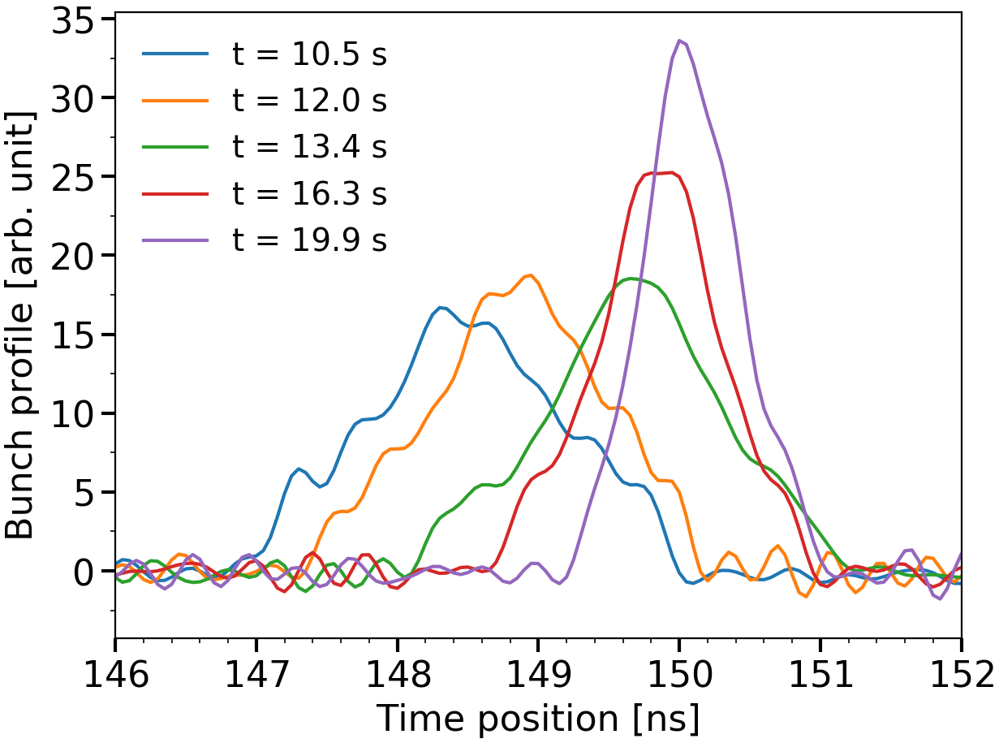 35
30
25
20
15
10
5
0
Bunch profile [arb. unit]
t = 10.5 s
t = 12.0 s
t = 13.4 s
t = 16.3 s
t = 19.9 s
146 147 148 149 150 151 152
Time position [ns]